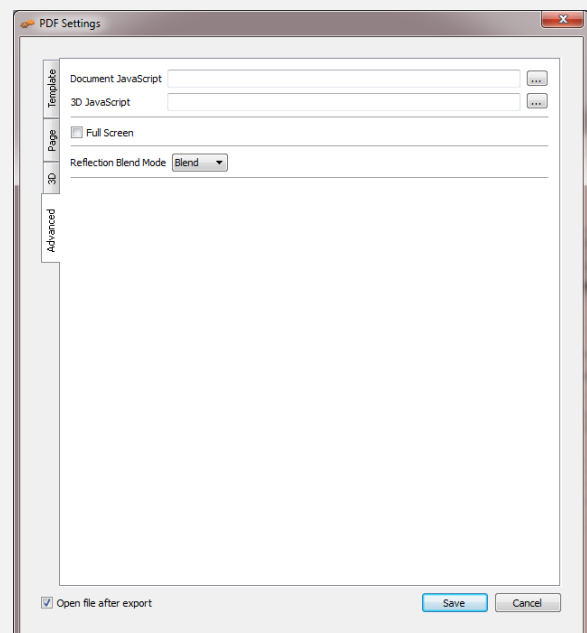 PDF Settings
Template
Page
3D
Advanced
Document JavaScript ...
3D JavaScript ...
Full Screen
Reflection Blend Mode Blend
Open file after export Save Cancel